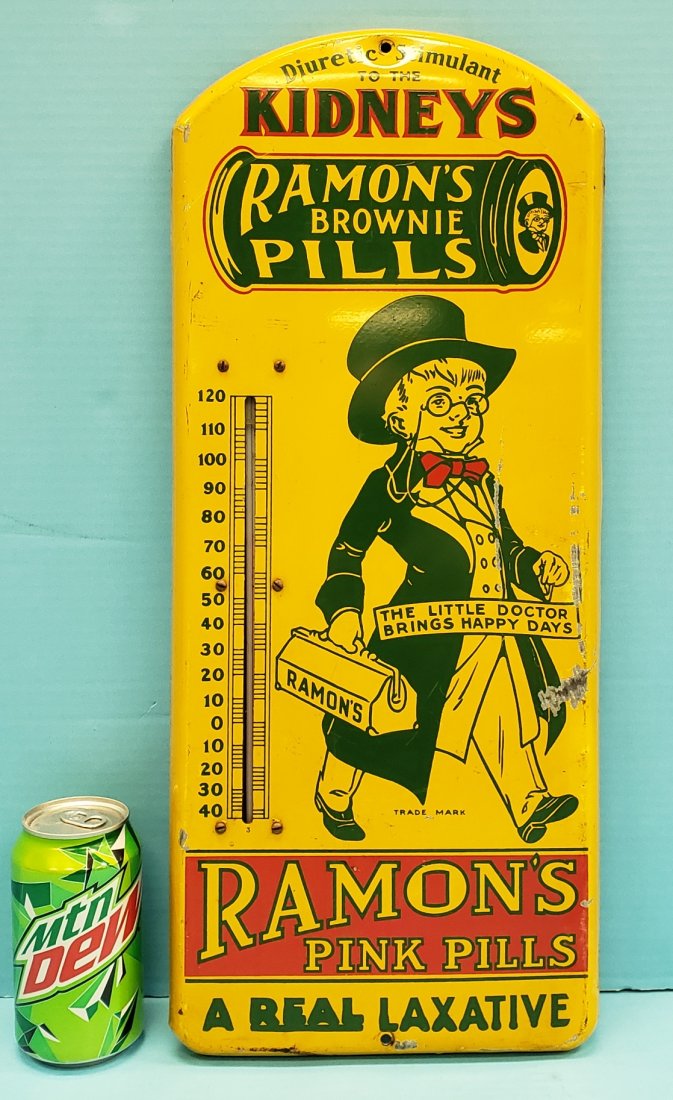 Diuretic Stimulant
TO THE
KIDNEYS
RAMON'S
BROWNIE
PILLS
120
110
100
90
80
70
60
50
40
30
20
10
0
10
20
30
40
3
THE LITTLE DOCTOR
BRINGS HAPPY DAYS
RAMON'S
TRADE MARK
RAMON'S
PINK PILLS
A REAL LAXATIVE
mtn
DEW